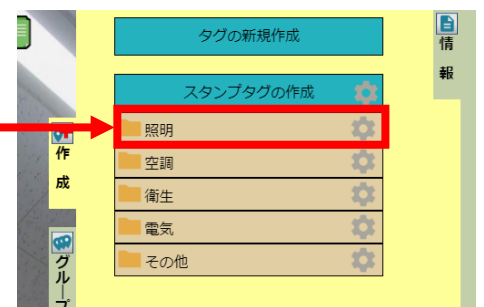 タグの新規作成
スタンプタグの作成
照明
空調
衛生
電気
その他
作成
グループ
情報